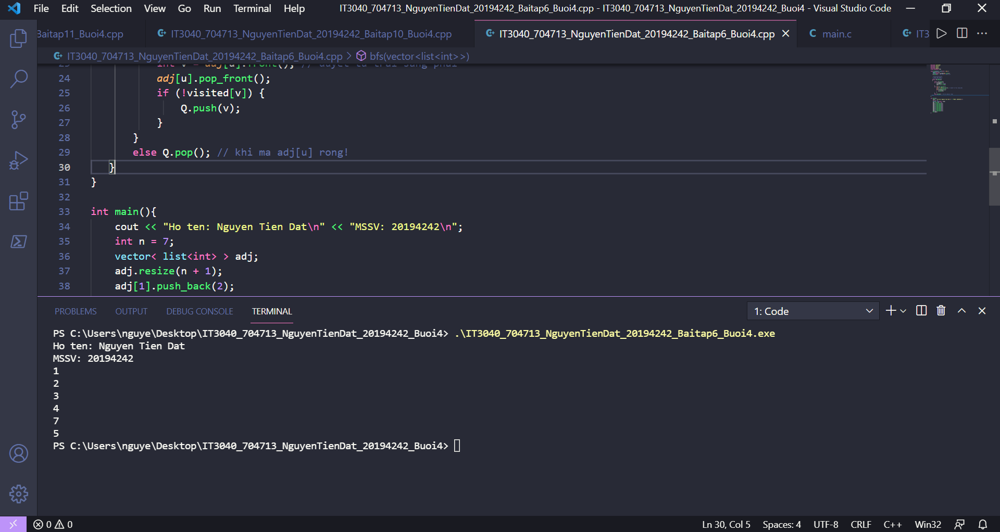 File Edit Selection View Go Run Terminal Help IT3040_704713_NguyenTienDat_20194242_Baitap6_Buoi4.cpp - IT3040_704713_NguyenTienDat_20194242_Buoi4 - Visual Studio Code
Baitap11_Buoi4.cpp IT3040_704713_NguyenTienDat_20194242_Baitap10_Buoi4.cpp IT3040_704713_NguyenTienDat_20194242_Baitap6_Buoi4.cpp C main.c IT3
IT3040_704713_NguyenTienDat_20194242_Baitap6_Buoi4.cpp > bfs(vector<list<int>>)
24 adj[u].pop_front();
25 if (!visited[v]) {
26 Q.push(v);
27 }
28 }
29 else Q.pop(); // khi ma adj[u] rong!
30 }
31 }
32
33 int main(){
34 cout << "Ho ten: Nguyen Tien Dat\n" << "MSSV: 20194242\n";
35 int n = 7;
36 vector< list<int> > adj;
37 adj.resize(n + 1);
38 adj[1].push_back(2);
PROBLEMS OUTPUT DEBUG CONSOLE TERMINAL 1: Code
PS C:\Users\nguye\Desktop\IT3040_704713_NguyenTienDat_20194242_Buoi4> .\IT3040_704713_NguyenTienDat_20194242_Baitap6_Buoi4.exe
Ho ten: Nguyen Tien Dat
MSSV: 20194242
1
2
3
4
7
5
PS C:\Users\nguye\Desktop\IT3040_704713_NguyenTienDat_20194242_Buoi4>
0 0 Ln 30, Col 5 Spaces: 4 UTF-8 CRLF C++ Win32